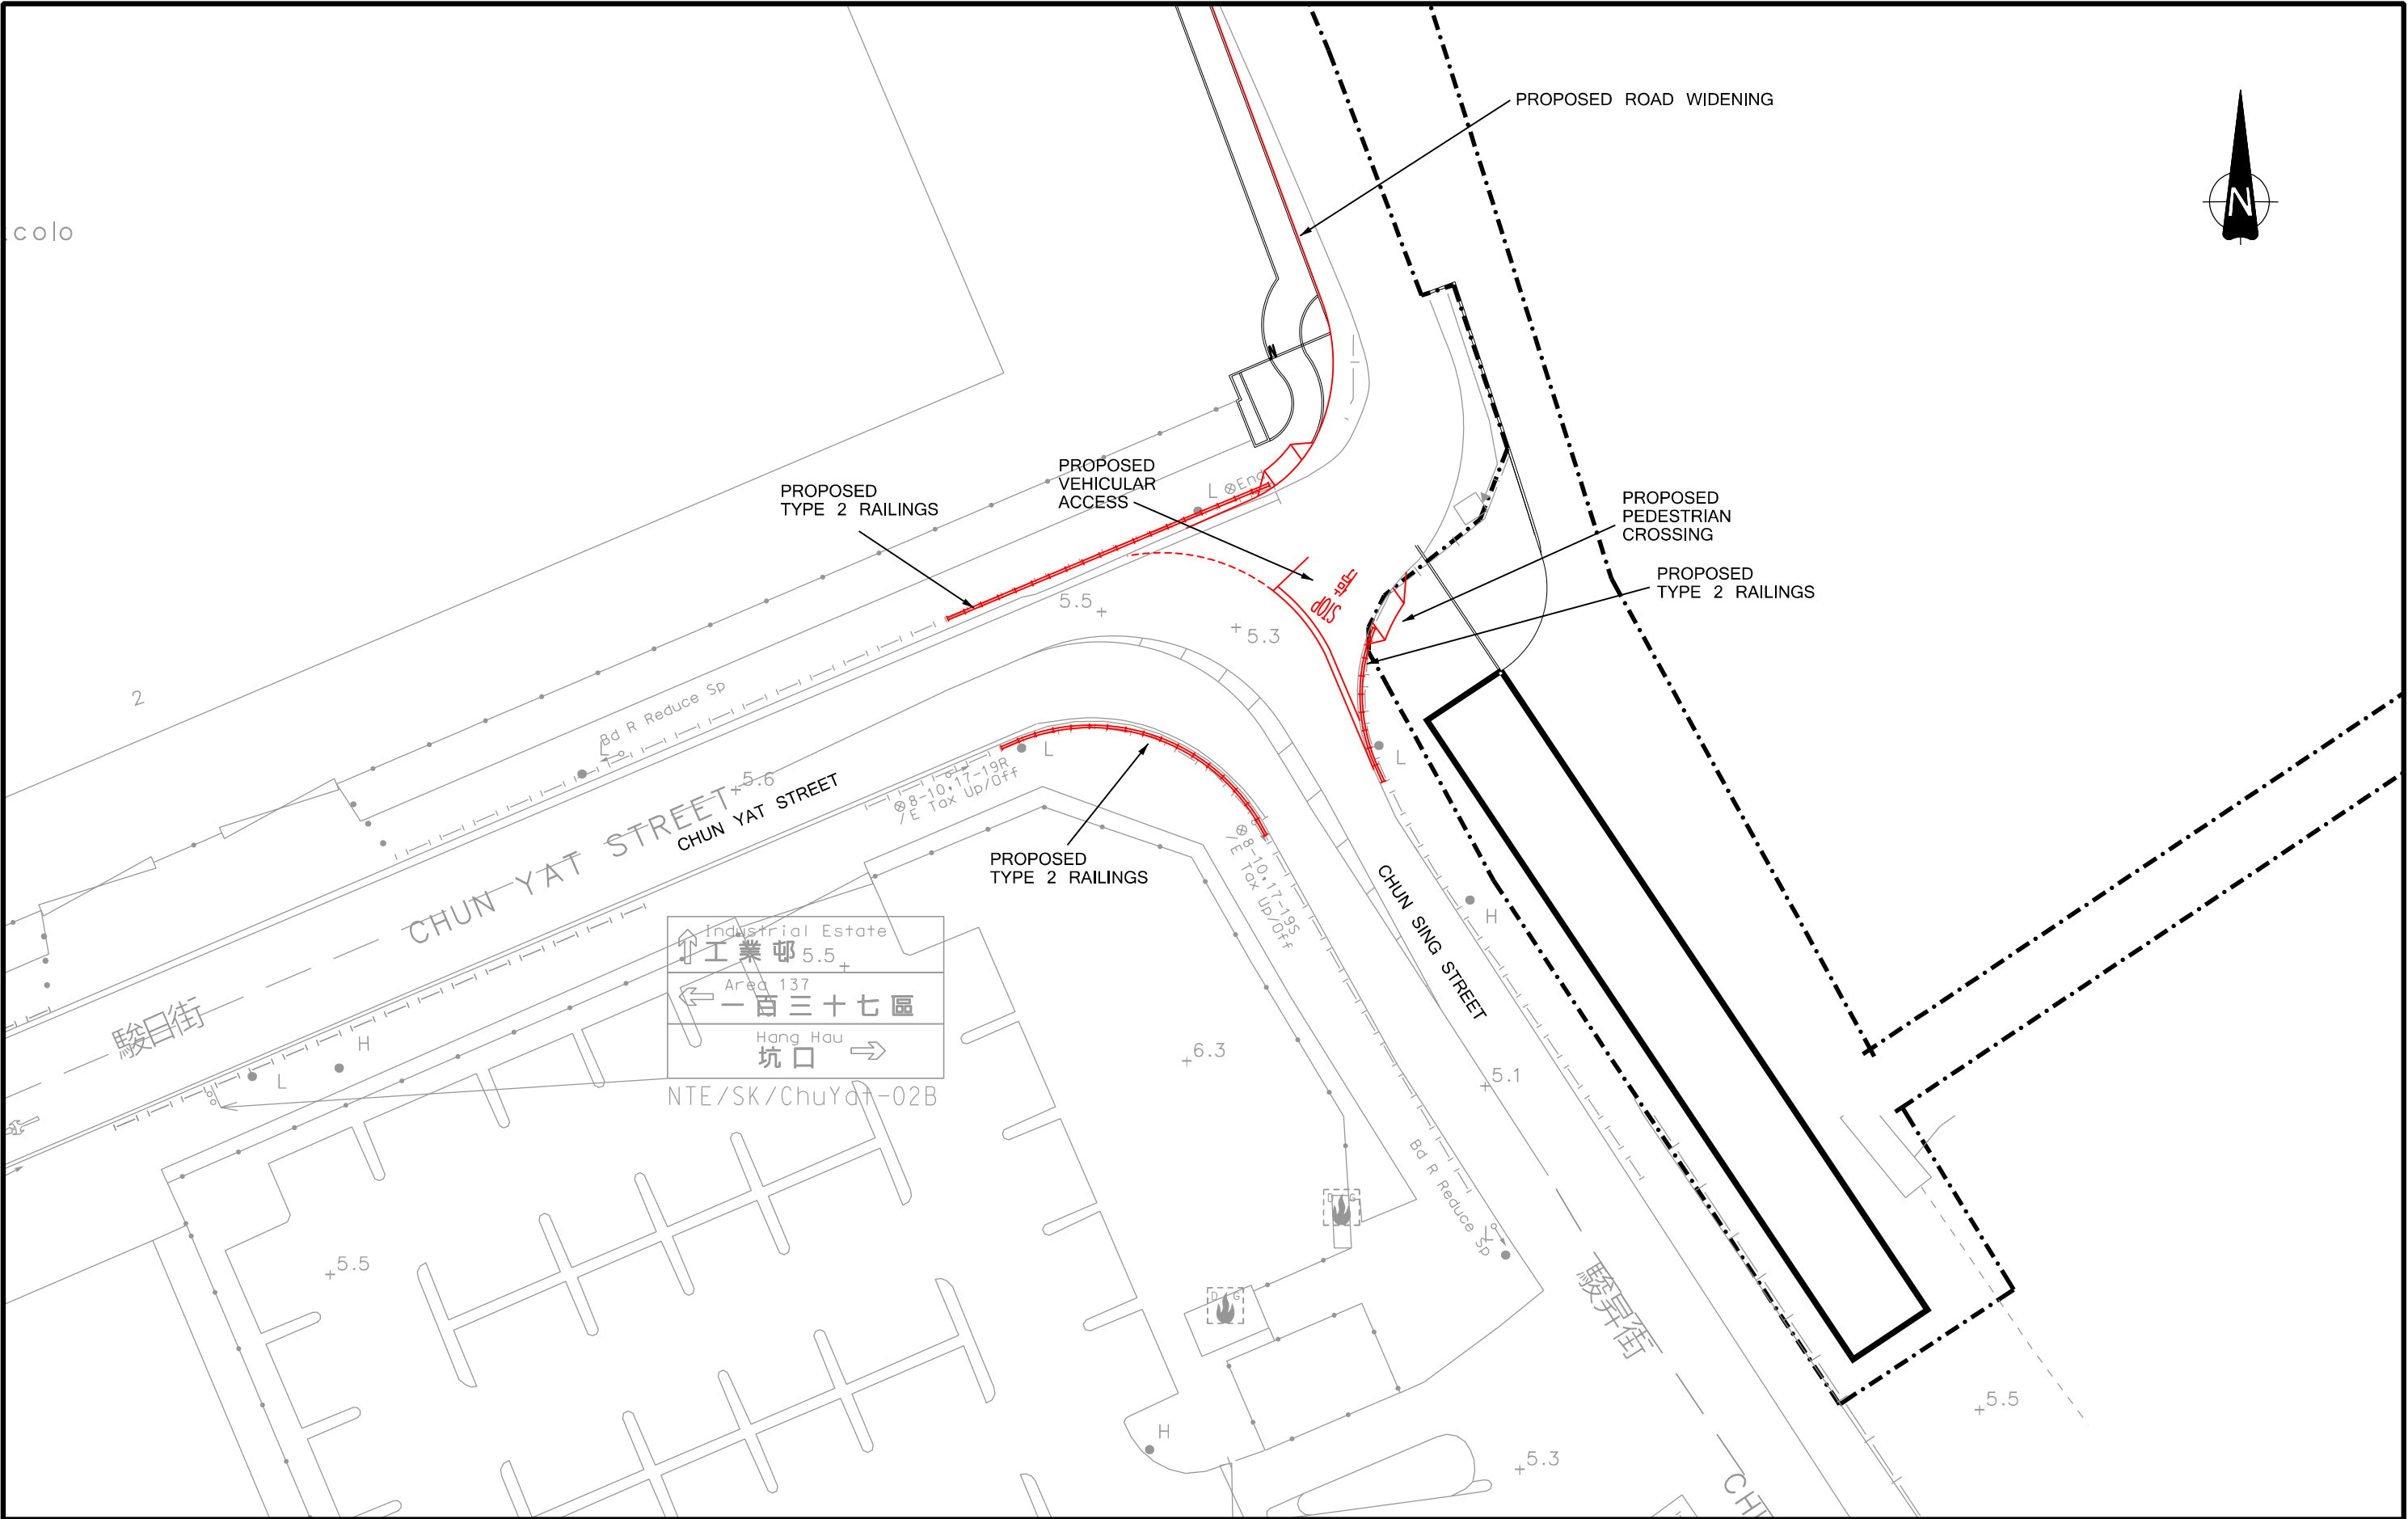 PROPOSED ROAD WIDENING
N
colo
PROPOSED
VEHICULAR
ACCESS
PROPOSED
TYPE 2 RAILINGS
L ⊗End
PROPOSED
PEDESTRIAN
CROSSING
PROPOSED
TYPE 2 RAILINGS
STOP
5.5
5.3
2
Bd R Reduce Sp
L
L
L
5.6
CHUN YAT STREET
CHUN YAT STREET
⊗8-10,17-19R
/E Tax Up/Off
PROPOSED
TYPE 2 RAILINGS
⊗8-10,17-19S
/E Tax Up/Off
CHUN SING STREET
H
Industrial Estate
工業邨 5.5
Area 137
一百三十七區
Hang Hau
坑口
NTE/SK/ChuYat-02B
駿日街
H
L
6.3
5.1
Bd R Reduce Sp
L
D/G
D/G
5.5
駿昇街
5.5
H
5.3
CHU